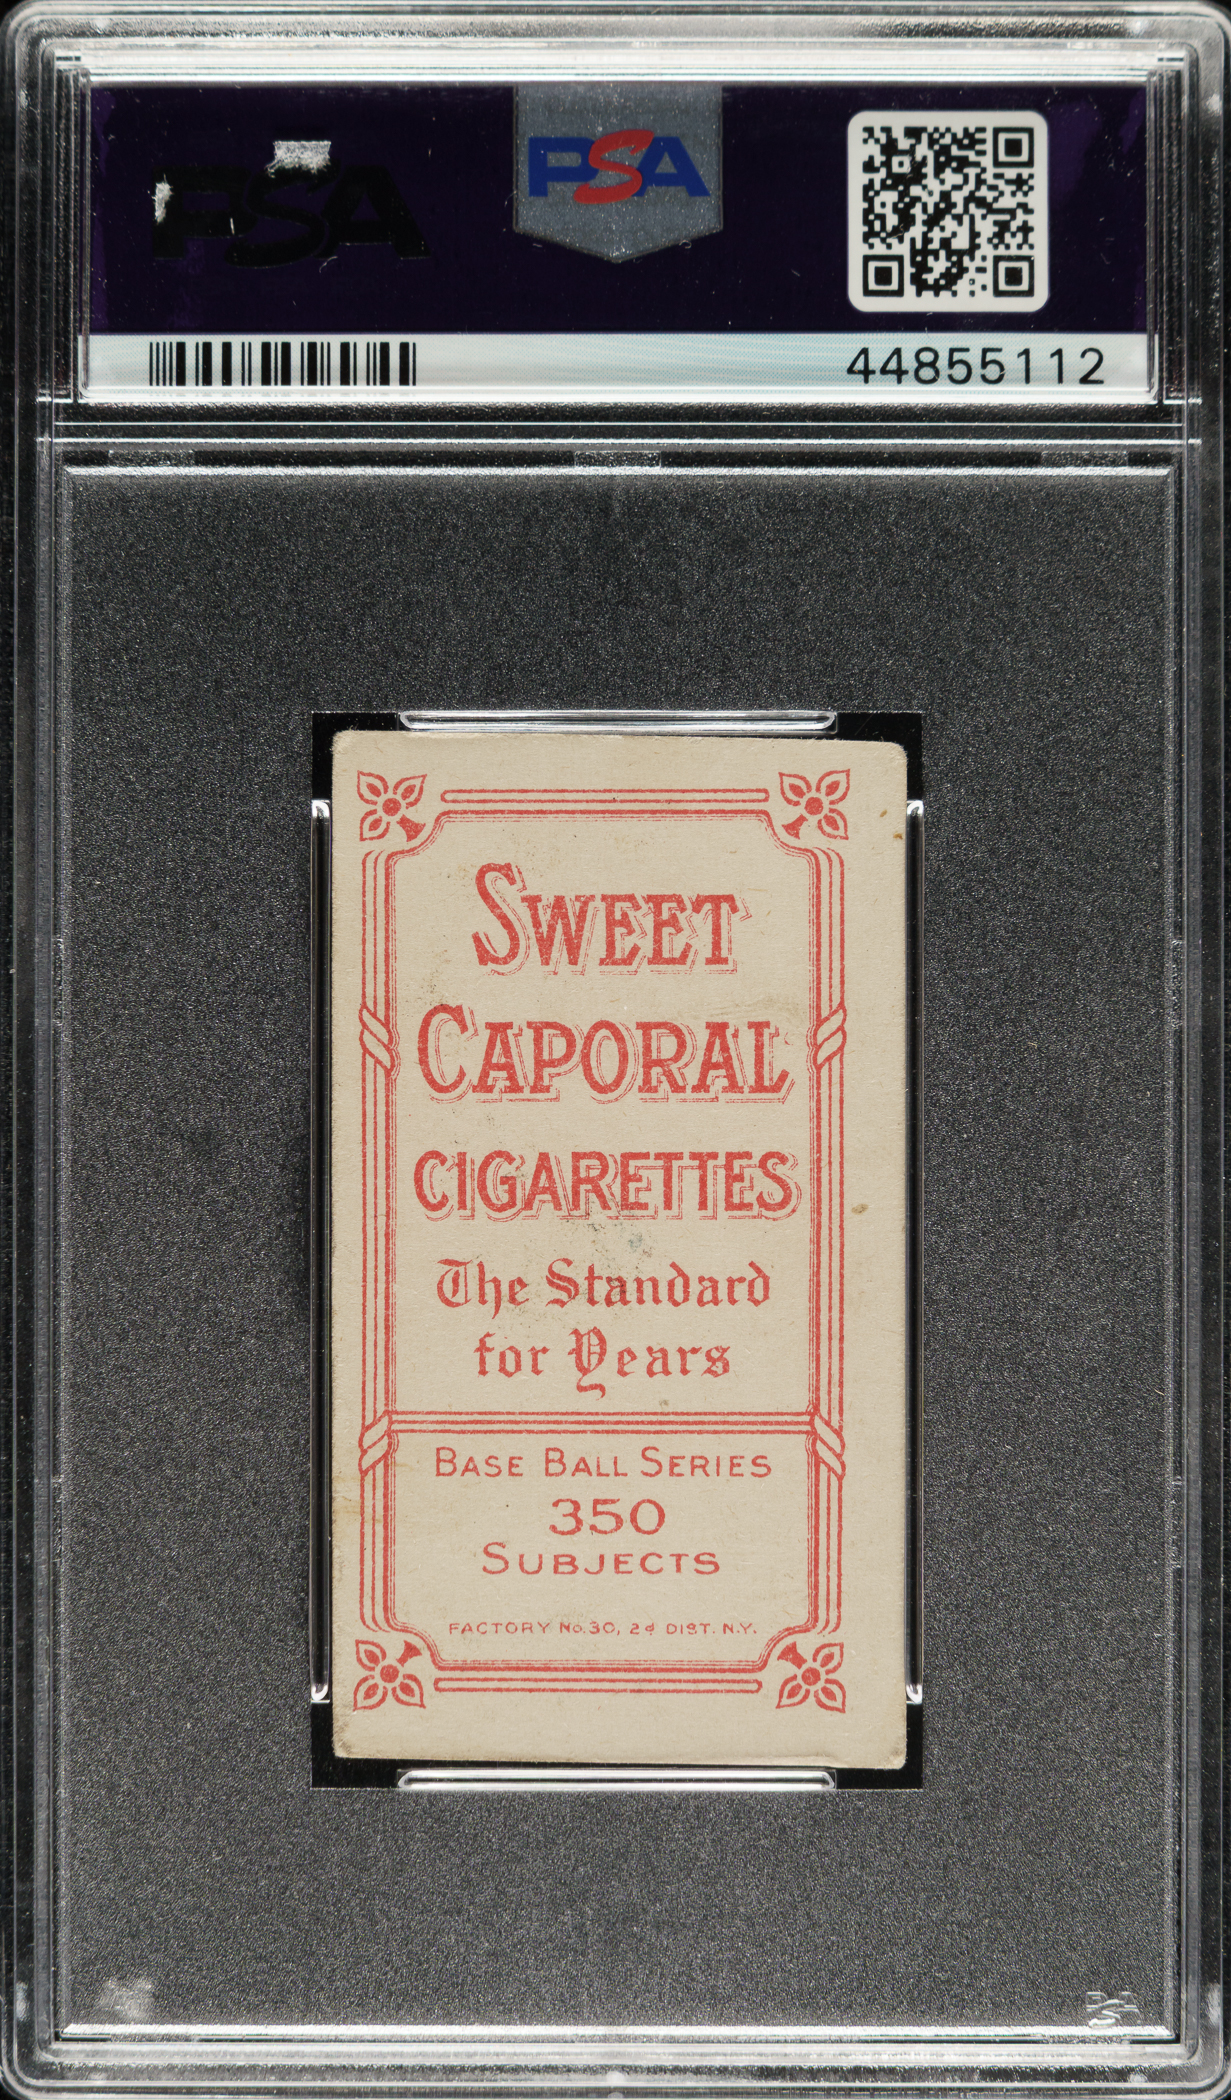 PSA
PSA
44855112
SWEET
CAPORAL
CIGARETTES
The Standard
for Years
BASE BALL SERIES
350
SUBJECTS
FACTORY No. 30, 2d DIST. N.Y.
PSA